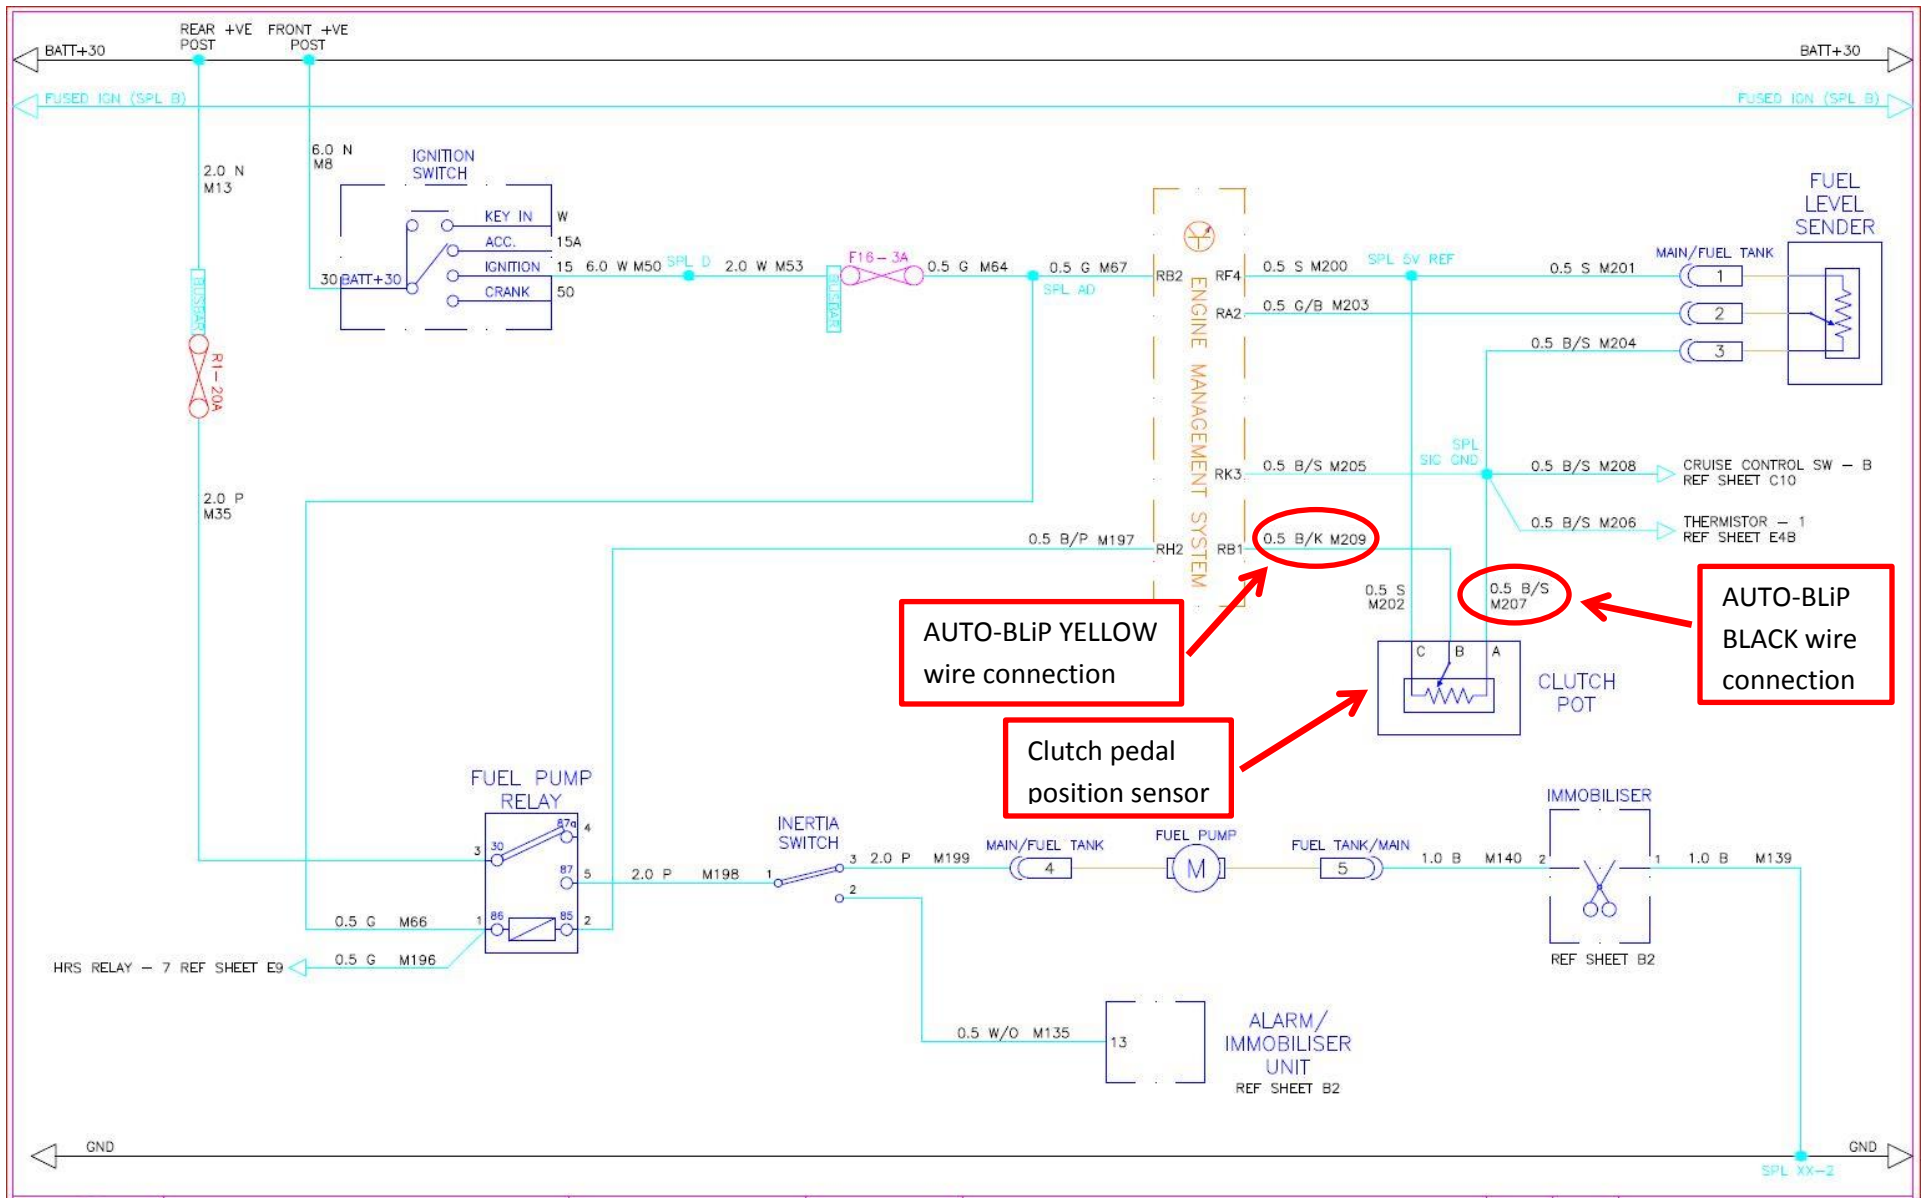 REAR +VE
POST
FRONT +VE
POST
BATT+30
BATT+30
FUSED IGN (SPL B)
FUSED IGN (SPL B)
2.0 N
M13
6.0 N
M8
IGNITION
SWITCH
KEY IN
W
ACC.
15A
IGNITION
15
CRANK
50
30
BATT+30
6.0 W M50
SPL D
2.0 W M53
BUSBAR
F16-3A
0.5 G M64
SPL AD
0.5 G M67
RB2
RF4
RA2
RK3
RH2
RB1
ENGINE MANAGEMENT SYSTEM
0.5 S M200
SPL 5V REF
0.5 S M201
0.5 G/B M203
0.5 B/S M204
MAIN/FUEL TANK
1
2
3
FUEL
LEVEL
SENDER
BUSBAR
R1-20A
2.0 P
M35
0.5 B/S M205
SPL
SIG GND
0.5 B/S M208
CRUISE CONTROL SW - B
REF SHEET C10
0.5 B/S M206
THERMISTOR - 1
REF SHEET E4B
0.5 B/P M197
0.5 B/K M209
0.5 S
M202
0.5 B/S
M207
AUTO-BLiP YELLOW
wire connection
AUTO-BLiP
BLACK wire
connection
C
B
A
CLUTCH
POT
Clutch pedal
position sensor
FUEL PUMP
RELAY
87a
4
3
30
87
5
1
86
85
2
2.0 P M198
0.5 G M66
0.5 G M196
HRS RELAY - 7 REF SHEET E9
INERTIA
SWITCH
1
3
2
2.0 P M199
MAIN/FUEL TANK
4
FUEL PUMP
M
FUEL TANK/MAIN
5
1.0 B M140
2
IMMOBILISER
1
REF SHEET B2
1.0 B M139
0.5 W/O M135
13
ALARM/
IMMOBILISER
UNIT
REF SHEET B2
GND
GND
SPL XX-2